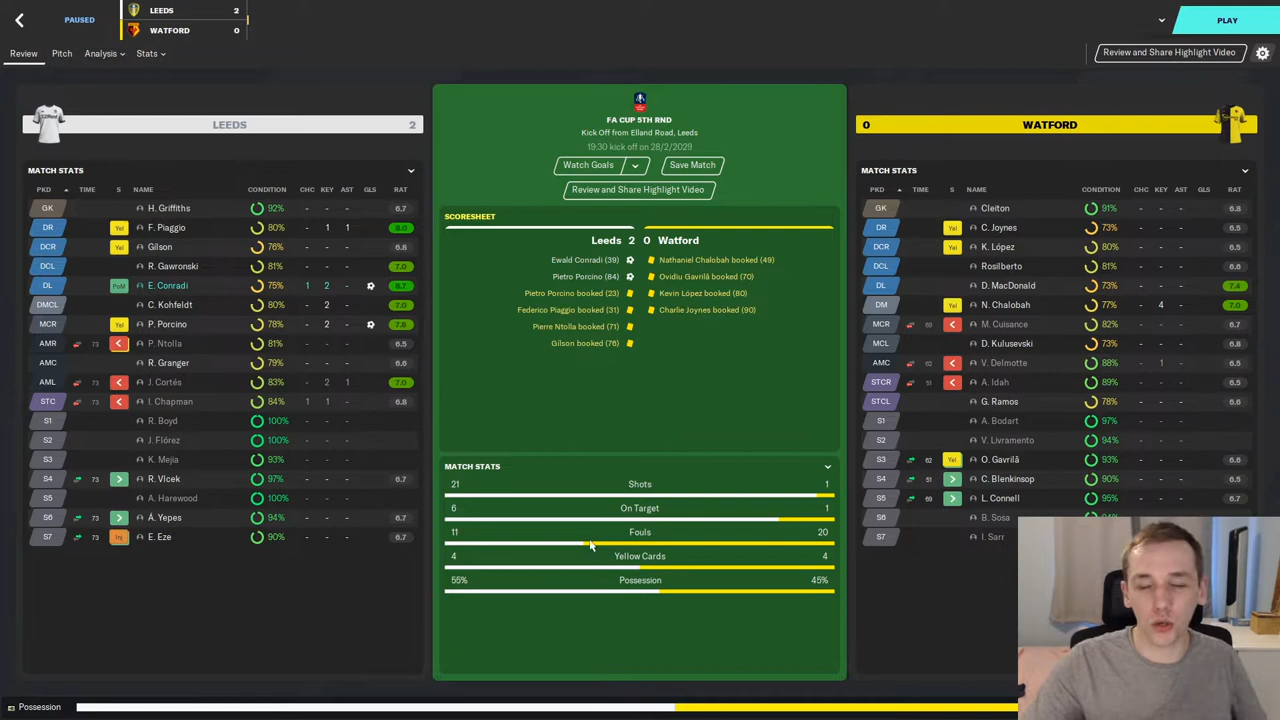 PAUSED
LEEDS 2
WATFORD 0
PLAY
Review Pitch Analysis Stats
Review and Share Highlight Video
LEEDS 2
0 WATFORD
FA CUP 5TH RND
Kick Off from Elland Road, Leeds
19:30 kick off on 28/2/2029
Watch Goals Save Match
Review and Share Highlight Video
MATCH STATS
PKD TIME S NAME CONDITION CHC KEY AST GLS RAT
GK H. Griffiths 92% - - - - 6.7
DR Yel F. Piaggio 80% - 1 1 - 8.0
DCR Yel Gilson 76% - - - - 6.8
DCL R. Gawronski 81% - - - - 7.0
DL PoM E. Conradi 75% 1 2 - 8.7
DMCL C. Kohfeldt 80% - 2 - - 7.0
MCR Yel P. Porcino 78% - 2 - 7.8
AMR 73 P. Ntolla 81% - - - - 6.5
AMC R. Granger 79% - - - - 6.6
AML 73 J. Cortés 83% - 2 1 - 7.0
STC 73 I. Chapman 84% 1 1 - - 6.8
S1 R. Boyd 100%
S2 J. Flórez 100%
S3 K. Mejia 93%
S4 73 R. Vlcek 97% - - - - 6.7
S5 A. Harewood 100%
S6 73 Á. Yepes 94% - - - - 6.7
S7 73 Inj E. Eze 90% - - - - 6.7
SCORESHEET
Leeds 2 0 Watford
Ewald Conradi (39)
Pietro Porcino (84)
Pietro Porcino booked (23)
Federico Piaggio booked (31)
Pierre Ntolla booked (71)
Gilson booked (76)
Nathaniel Chalobah booked (49)
Ovidiu Gavrilă booked (70)
Kevin López booked (80)
Charlie Joynes booked (90)
MATCH STATS
21 Shots 1
6 On Target 1
11 Fouls 20
4 Yellow Cards 4
55% Possession 45%
MATCH STATS
PKD TIME S NAME CONDITION CHC KEY AST GLS RAT
GK Cleiton 91% - - - - 6.8
DR Yel C. Joynes 73% - - - - 6.6
DCR Yel K. López 80% - - - - 6.7
DCL Rosilberto 81% - - - - 6.6
DL D. MacDonald 73% - - - - 7.4
DM Yel N. Chalobah 77% - 4 - - 7.0
MCR 69 M. Cuisance 82% - - - - 6.7
MCL D. Kulusevski 73% - - - - 6.8
AMC 62 V. Delmotte 88% - 1 - - 6.5
STCR 51 A. Idah 89% - - - - 6.5
STCL G. Ramos 78% - - - - 6.6
S1 A. Bodart 97%
S2 V. Livramento 94%
S3 62 Yel O. Gavrilă 93% - - - - 6.6
S4 51 C. Blenkinsop 90% - - - - 6.5
S5 69 L. Connell 95% - - - - 6.7
S6 B. Sosa
S7 I. Sarr
Possession